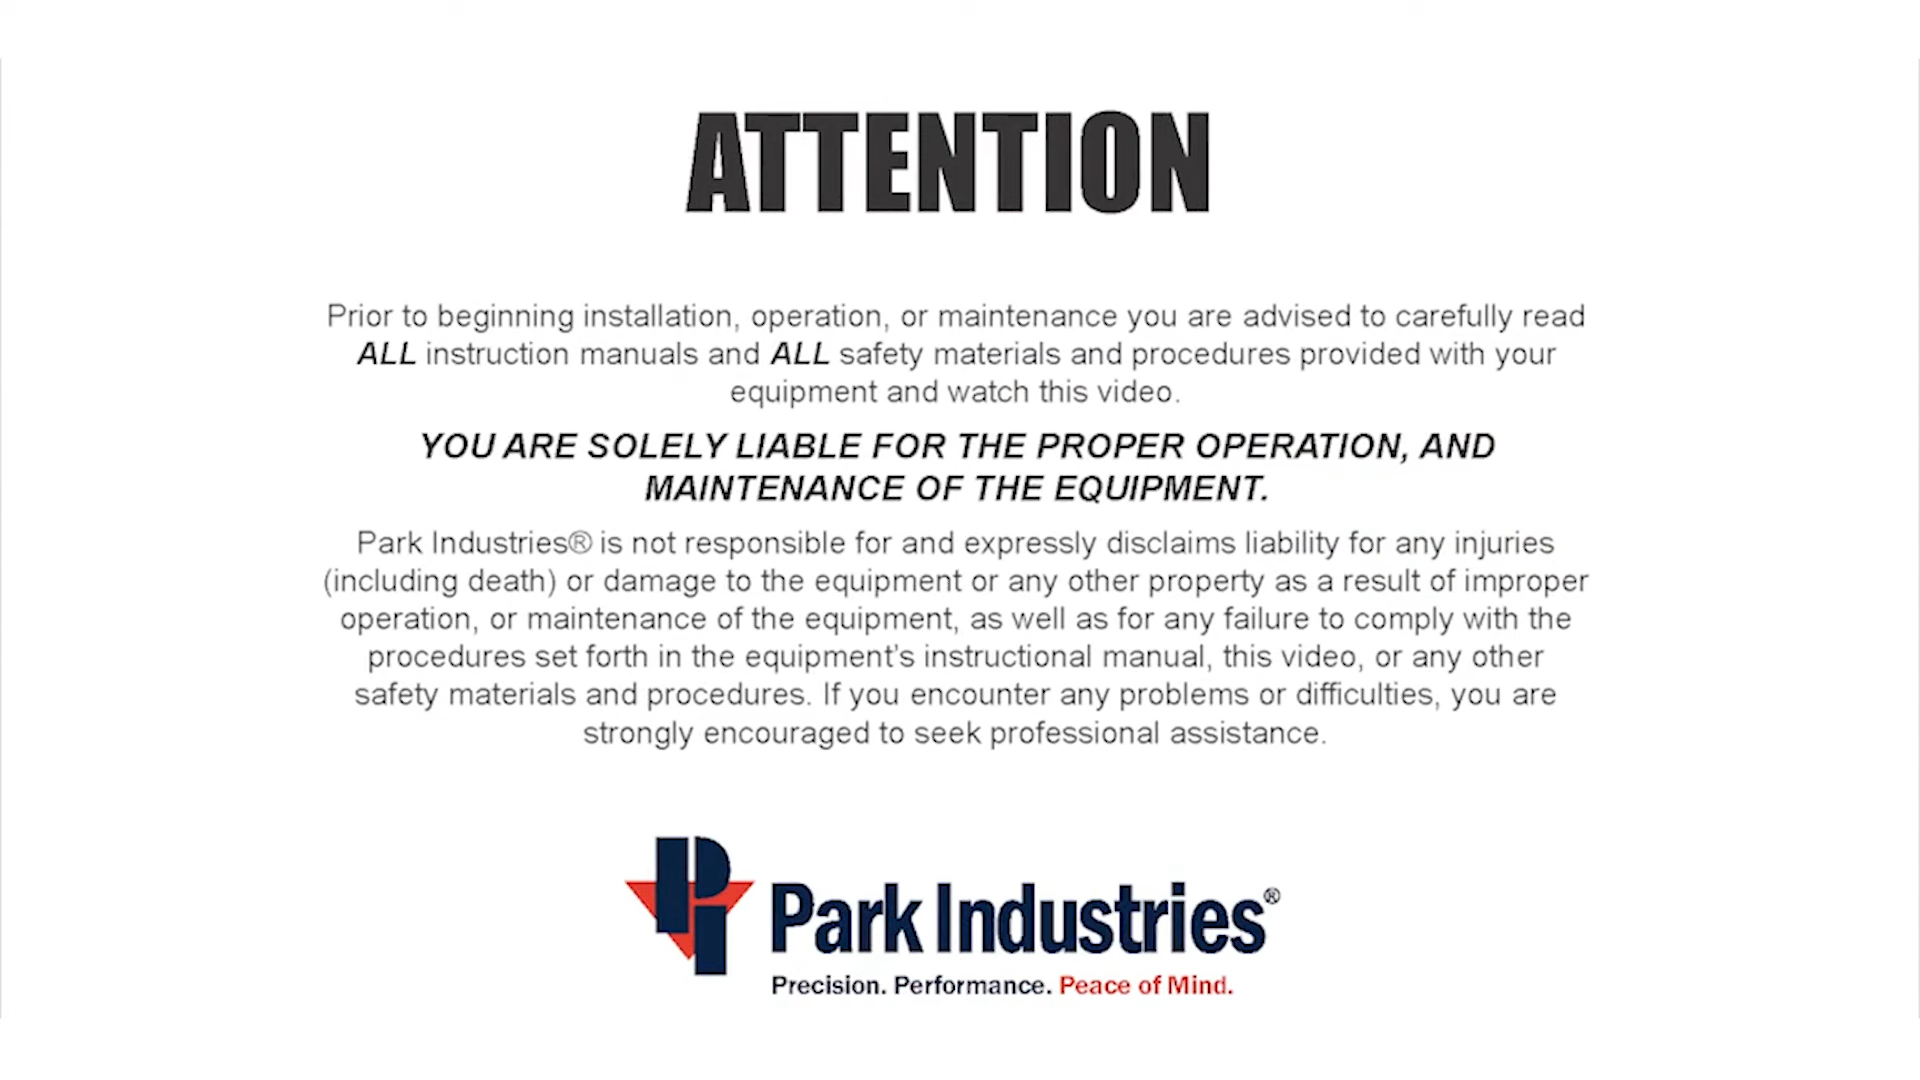 ATTENTION
Prior to beginning installation, operation, or maintenance you are advised to carefully read
ALL instruction manuals and ALL safety materials and procedures provided with your
equipment and watch this video.
YOU ARE SOLELY LIABLE FOR THE PROPER OPERATION, AND
MAINTENANCE OF THE EQUIPMENT.
Park Industries® is not responsible for and expressly disclaims liability for any injuries
(including death) or damage to the equipment or any other property as a result of improper
operation, or maintenance of the equipment, as well as for any failure to comply with the
procedures set forth in the equipment's instructional manual, this video, or any other
safety materials and procedures. If you encounter any problems or difficulties, you are
strongly encouraged to seek professional assistance.
Park Industries®
Precision. Performance. Peace of Mind.